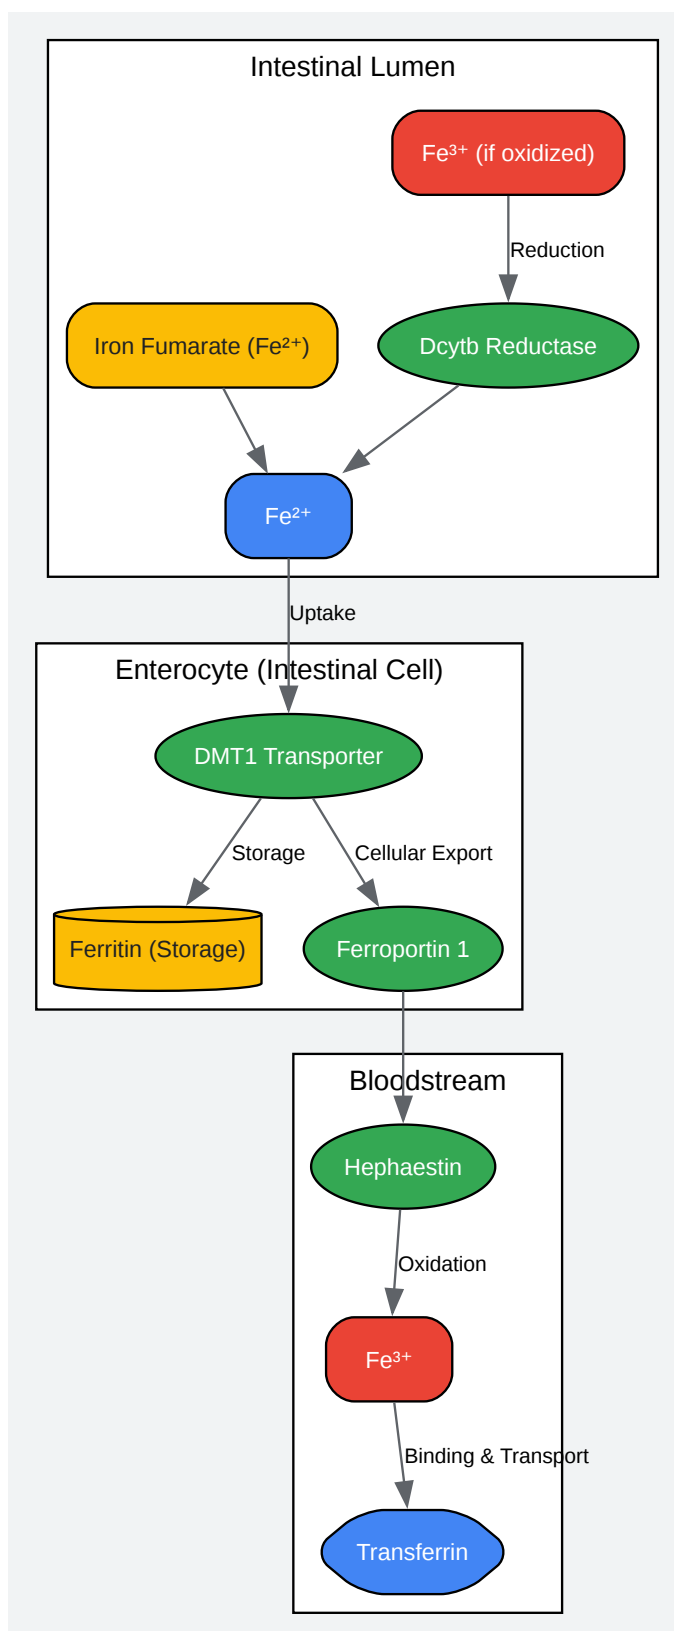 Intestinal Lumen
Fe³⁺ (if oxidized)
Reduction
Iron Fumarate (Fe²⁺)
Dcytb Reductase
Fe²⁺
Uptake
Enterocyte (Intestinal Cell)
DMT1 Transporter
Storage
Cellular Export
Ferritin (Storage)
Ferroportin 1
Bloodstream
Hephaestin
Oxidation
Fe³⁺
Binding & Transport
Transferrin